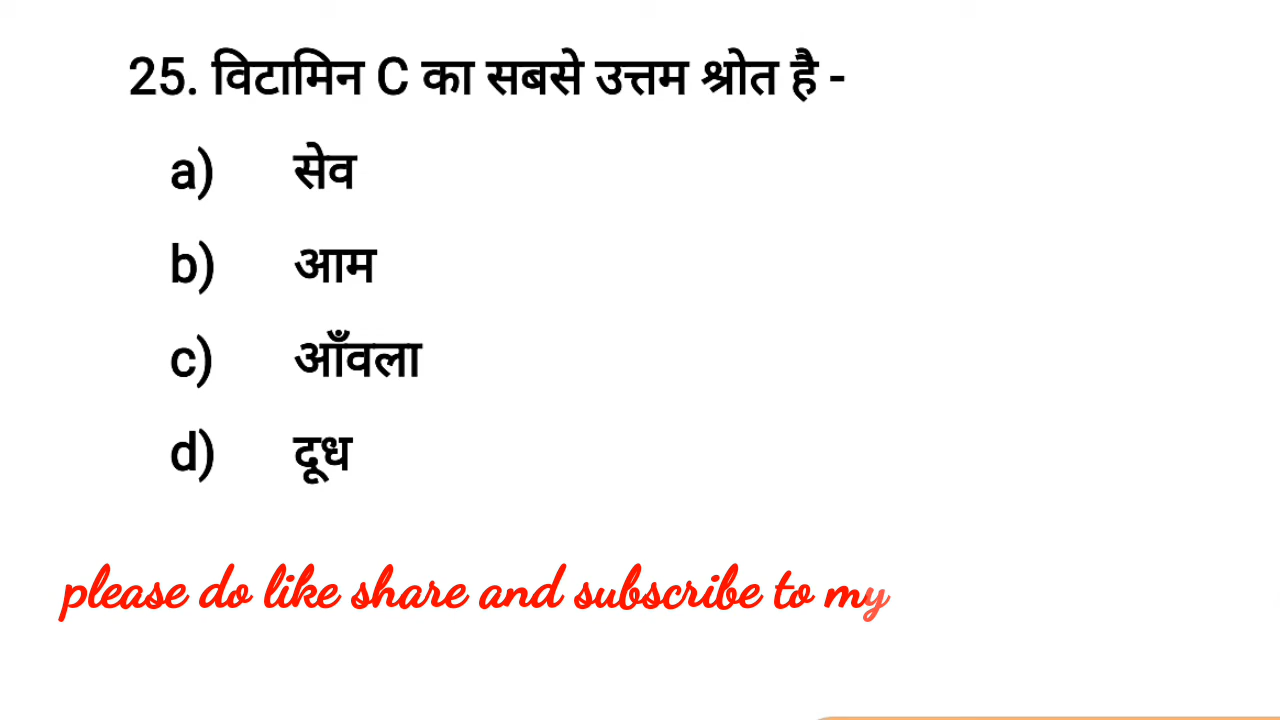 25. विटामिन C का सबसे उत्तम श्रोत है -
a) सेव
b) आम
c) आँवला
d) दूध
please do like share and subscribe to my